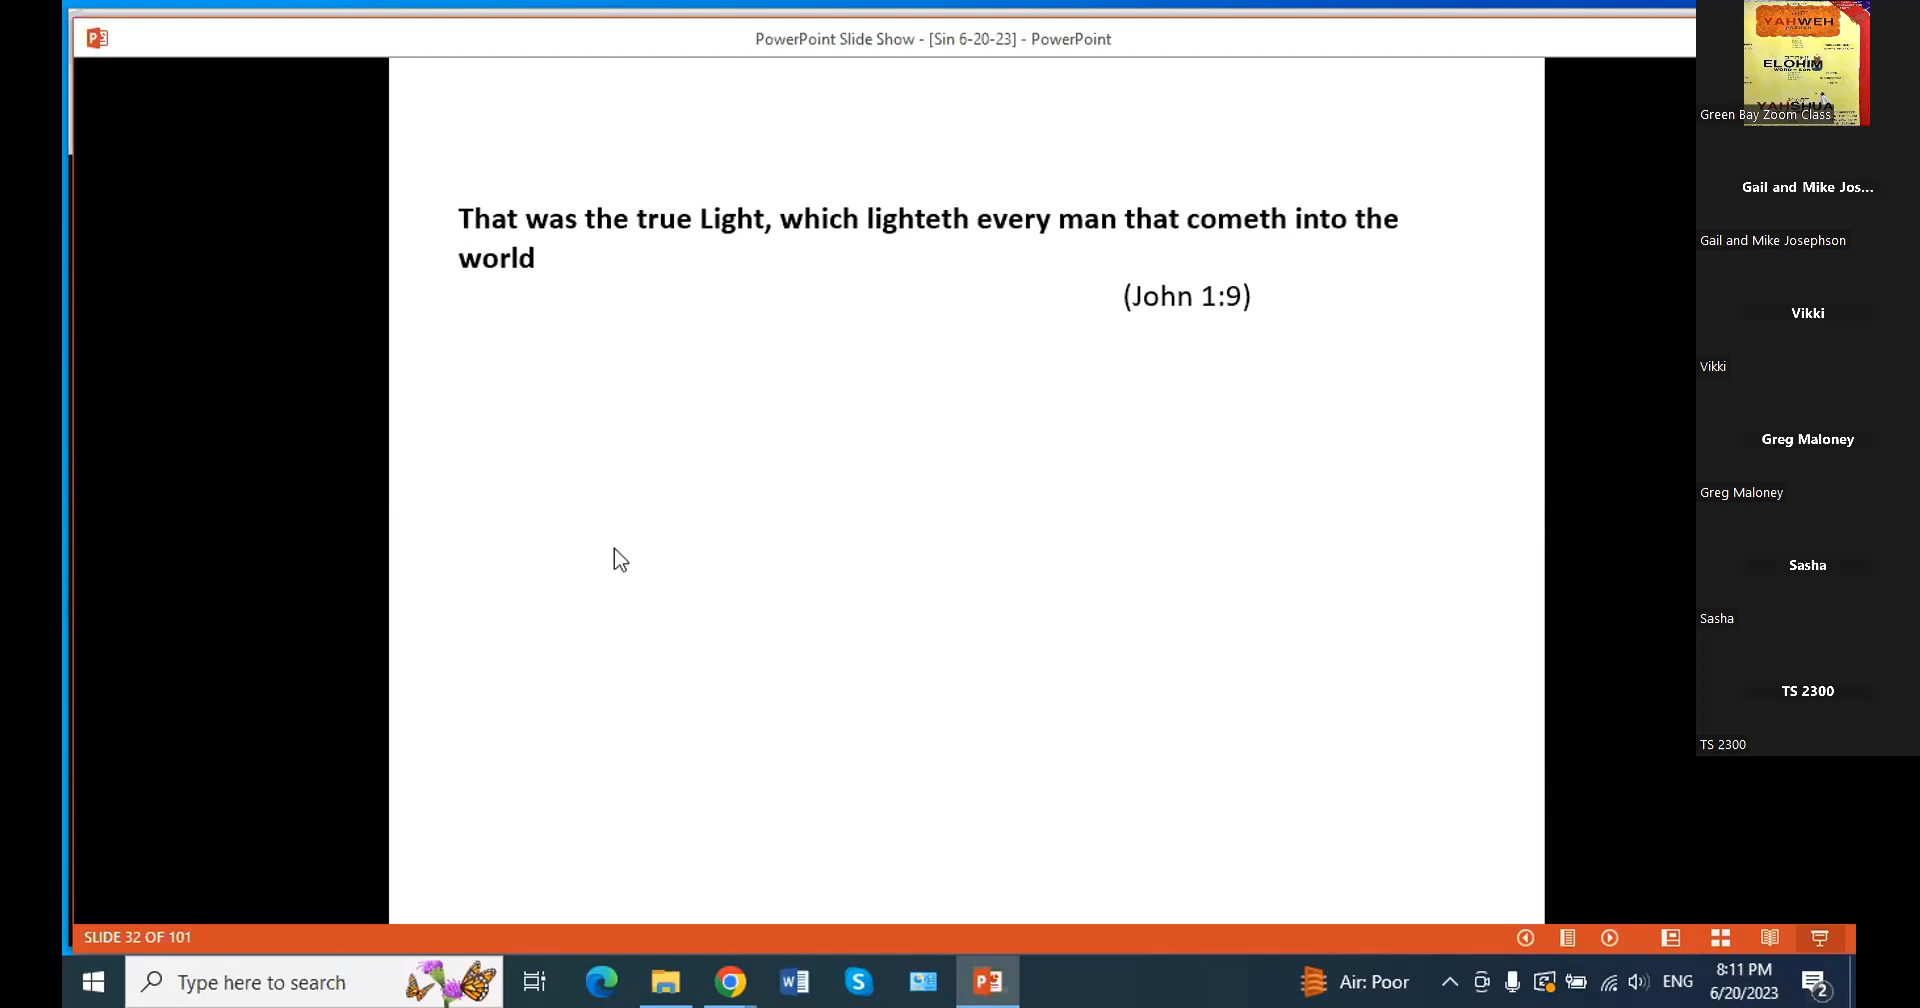 PowerPoint Slide Show - [Sin 6-20-23] - PowerPoint
That was the true Light, which lighteth every man that cometh into the
world
(John 1:9)
YAHWEH
ELOHIM
YAHSHUA
Green Bay Zoom Class
Gail and Mike Jos...
Gail and Mike Josephson
Vikki
Vikki
Greg Maloney
Greg Maloney
Sasha
Sasha
TS 2300
TS 2300
SLIDE 32 OF 101
Type here to search
Air: Poor
ENG
8:11 PM
6/20/2023
2